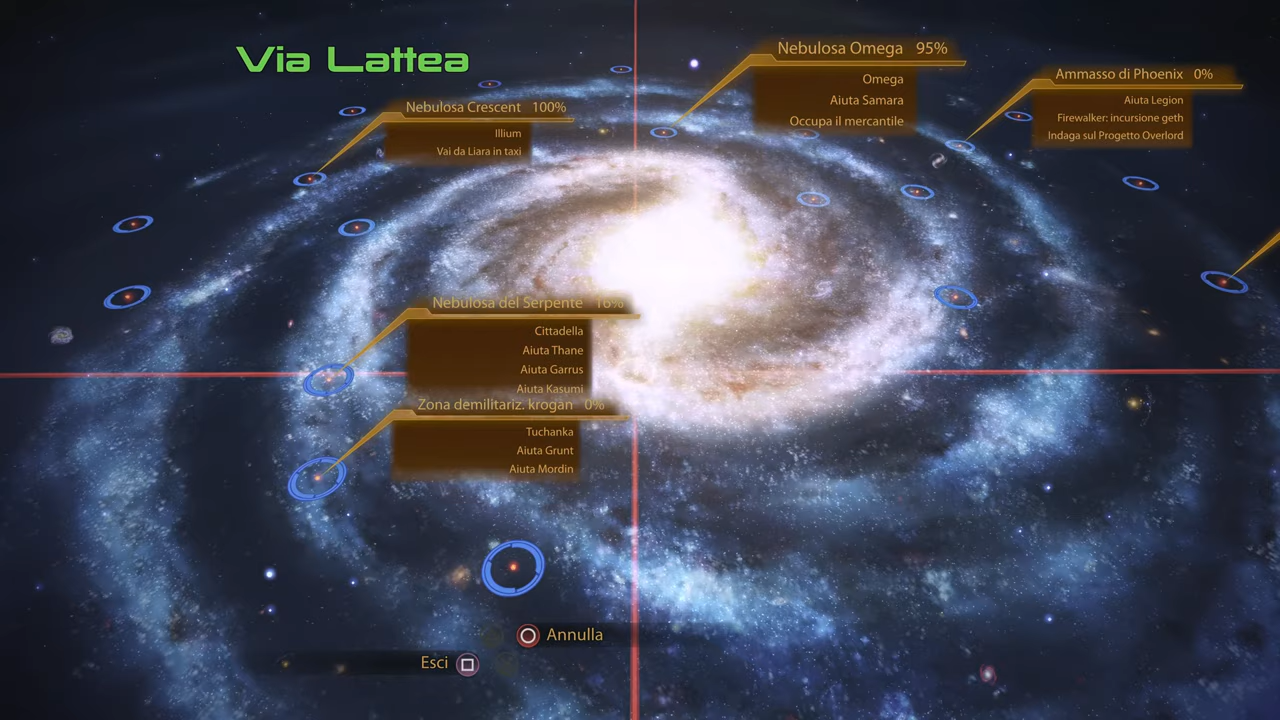 Via Lattea
Nebulosa Omega 95%
Omega
Aiuta Samara
Occupa il mercantile
Ammasso di Phoenix 0%
Aiuta Legion
Firewalker: incursione geth
Indaga sul Progetto Overlord
Nebulosa Crescent 100%
Illium
Vai da Liara in taxi
Nebulosa del Serpente 16%
Cittadella
Aiuta Thane
Aiuta Garrus
Aiuta Kasumi
Zona demilitariz. krogan 0%
Tuchanka
Aiuta Grunt
Aiuta Mordin
Annulla
Esci